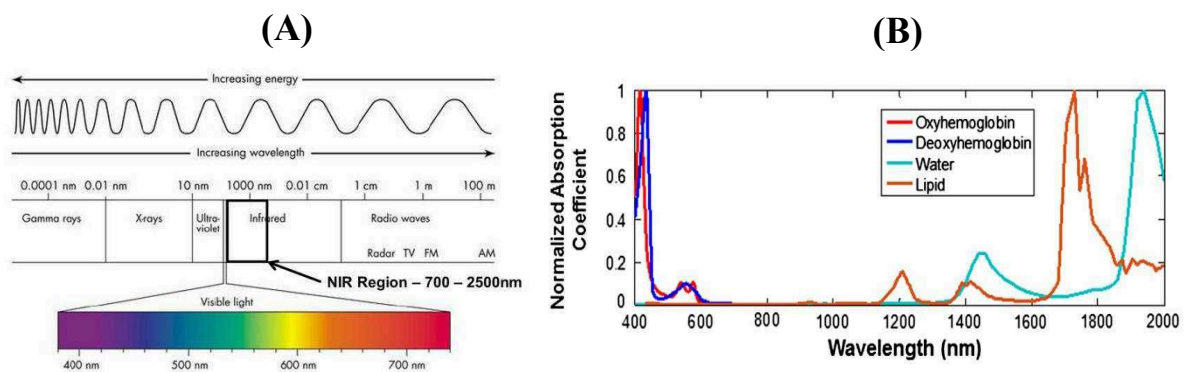 (A)
Increasing energy
Increasing wavelength
0.0001 nm 0.01 nm 10 nm 1000 nm 0.01 cm 1 cm 1 m 100 m
Gamma rays X-rays Ultra- Infrared Radio waves
violet
Radar TV FM AM
NIR Region – 700 – 2500nm
Visible light
400 nm 500 nm 600 nm 700 nm
(B)
Normalized Absorption
Coefficient
1
0.8
0.6
0.4
0.2
0
Oxyhemoglobin
Deoxyhemoglobin
Water
Lipid
400 600 800 1000 1200 1400 1600 1800 2000
Wavelength (nm)